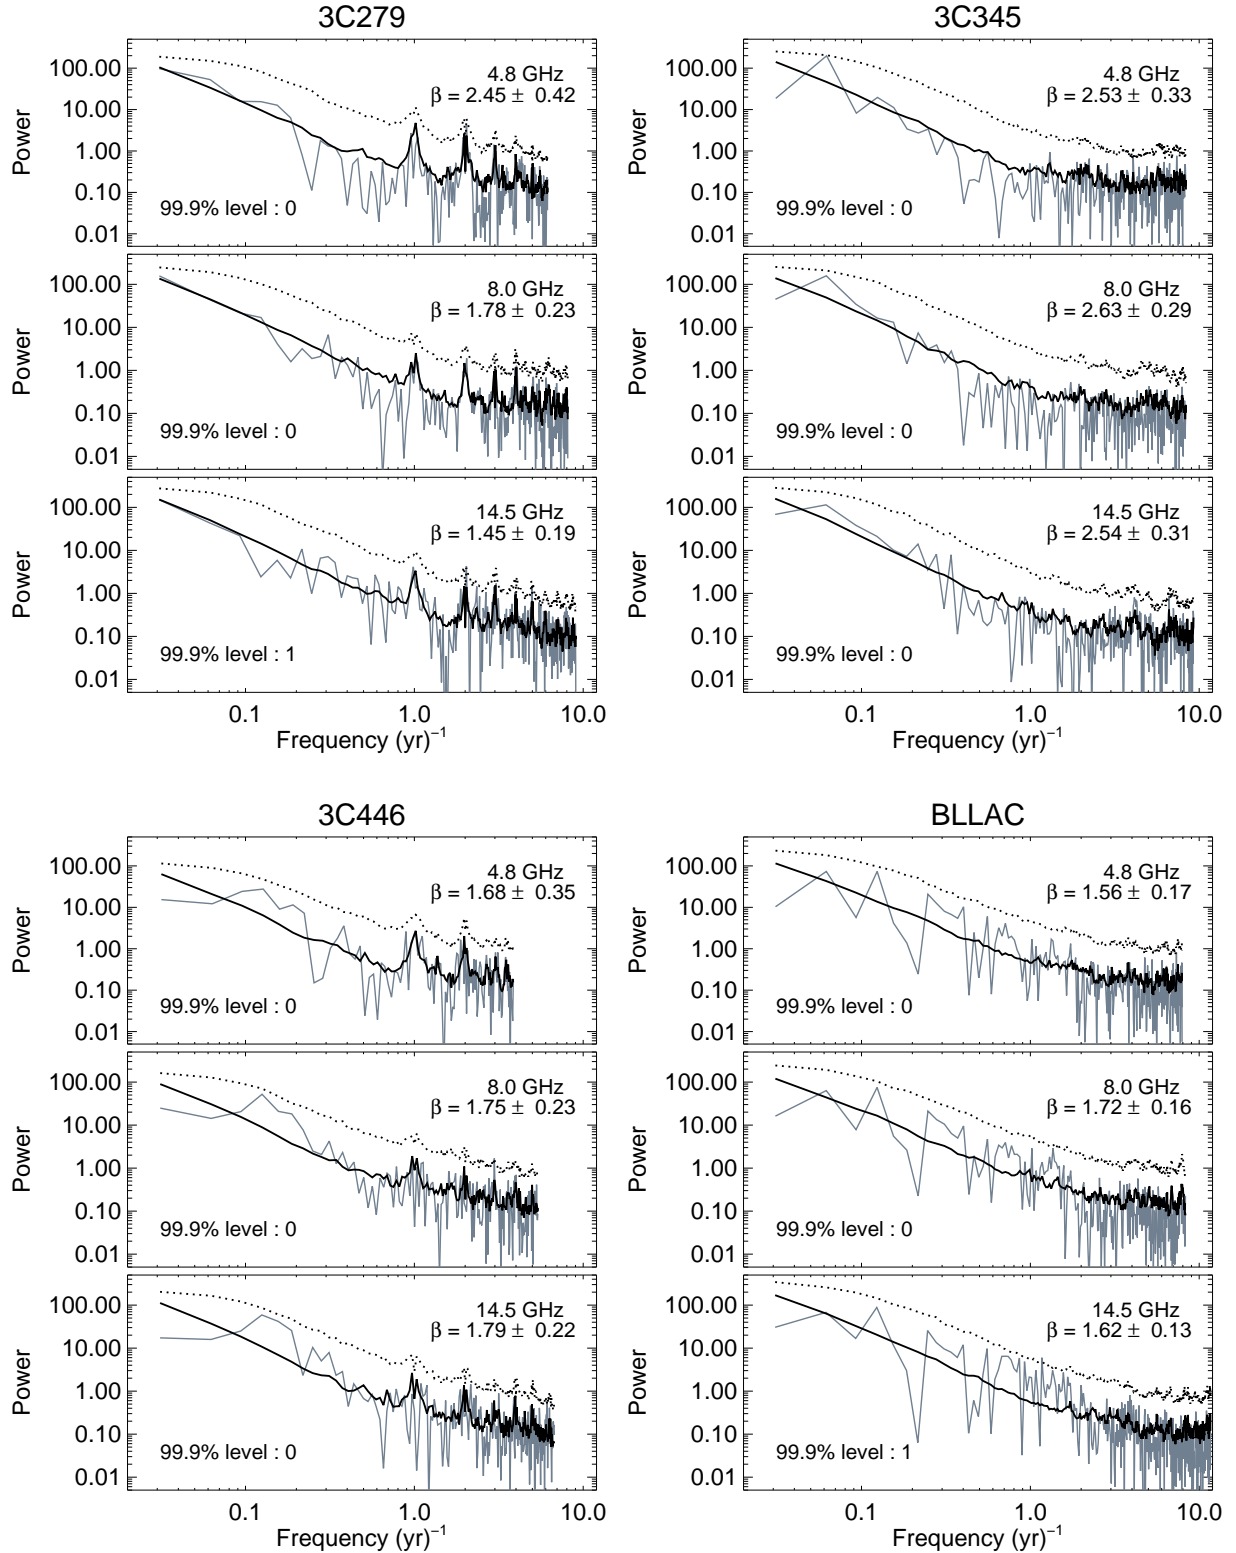 3C279
100.00
10.00
1.00
0.10
0.01
Power
4.8 GHz
β = 2.45 ± 0.42
99.9% level : 0
100.00
10.00
1.00
0.10
0.01
Power
8.0 GHz
β = 1.78 ± 0.23
99.9% level : 0
100.00
10.00
1.00
0.10
0.01
Power
14.5 GHz
β = 1.45 ± 0.19
99.9% level : 1
0.1 1.0 10.0
Frequency (yr)⁻¹
3C345
100.00
10.00
1.00
0.10
0.01
Power
4.8 GHz
β = 2.53 ± 0.33
99.9% level : 0
100.00
10.00
1.00
0.10
0.01
Power
8.0 GHz
β = 2.63 ± 0.29
99.9% level : 0
100.00
10.00
1.00
0.10
0.01
Power
14.5 GHz
β = 2.54 ± 0.31
99.9% level : 0
0.1 1.0 10.0
Frequency (yr)⁻¹
3C446
100.00
10.00
1.00
0.10
0.01
Power
4.8 GHz
β = 1.68 ± 0.35
99.9% level : 0
100.00
10.00
1.00
0.10
0.01
Power
8.0 GHz
β = 1.75 ± 0.23
99.9% level : 0
100.00
10.00
1.00
0.10
0.01
Power
14.5 GHz
β = 1.79 ± 0.22
99.9% level : 0
0.1 1.0 10.0
Frequency (yr)⁻¹
BLLAC
100.00
10.00
1.00
0.10
0.01
Power
4.8 GHz
β = 1.56 ± 0.17
99.9% level : 0
100.00
10.00
1.00
0.10
0.01
Power
8.0 GHz
β = 1.72 ± 0.16
99.9% level : 0
100.00
10.00
1.00
0.10
0.01
Power
14.5 GHz
β = 1.62 ± 0.13
99.9% level : 1
0.1 1.0 10.0
Frequency (yr)⁻¹